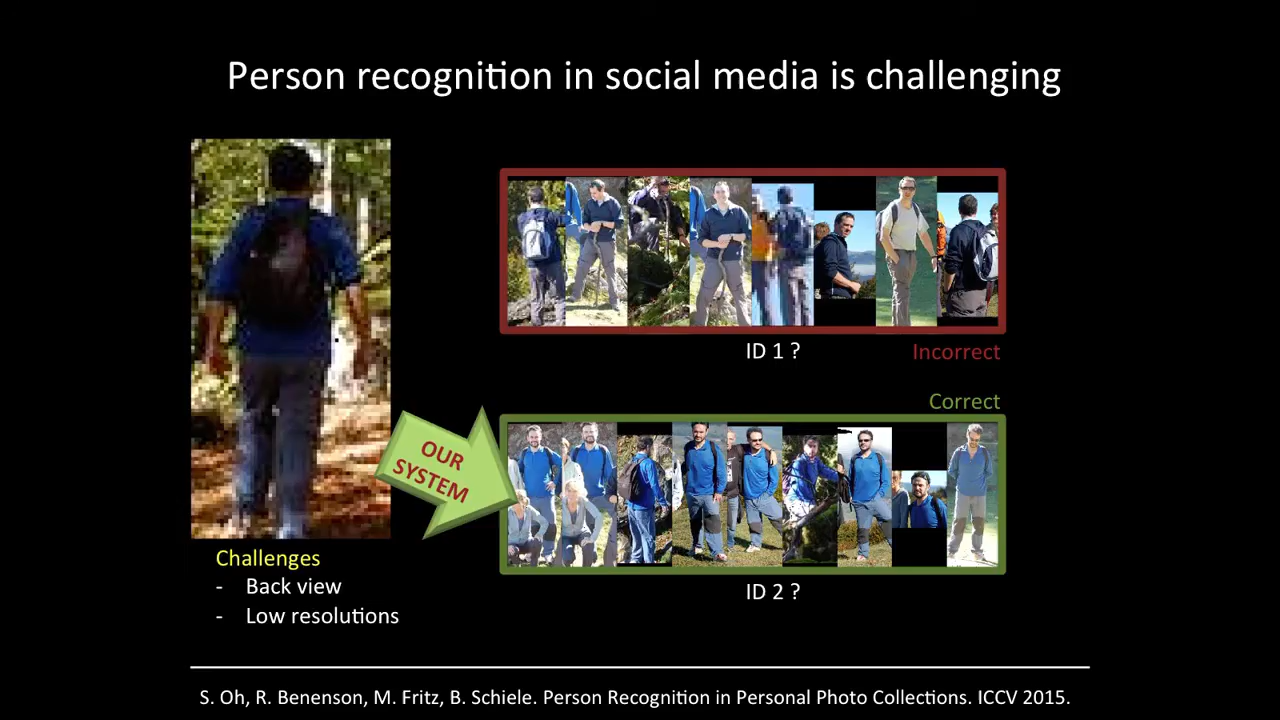 Person recognition in social media is challenging
ID 1 ?
Incorrect
Correct
OUR
SYSTEM
Challenges
- Back view
- Low resolutions
ID 2 ?
S. Oh, R. Benenson, M. Fritz, B. Schiele. Person Recognition in Personal Photo Collections. ICCV 2015.